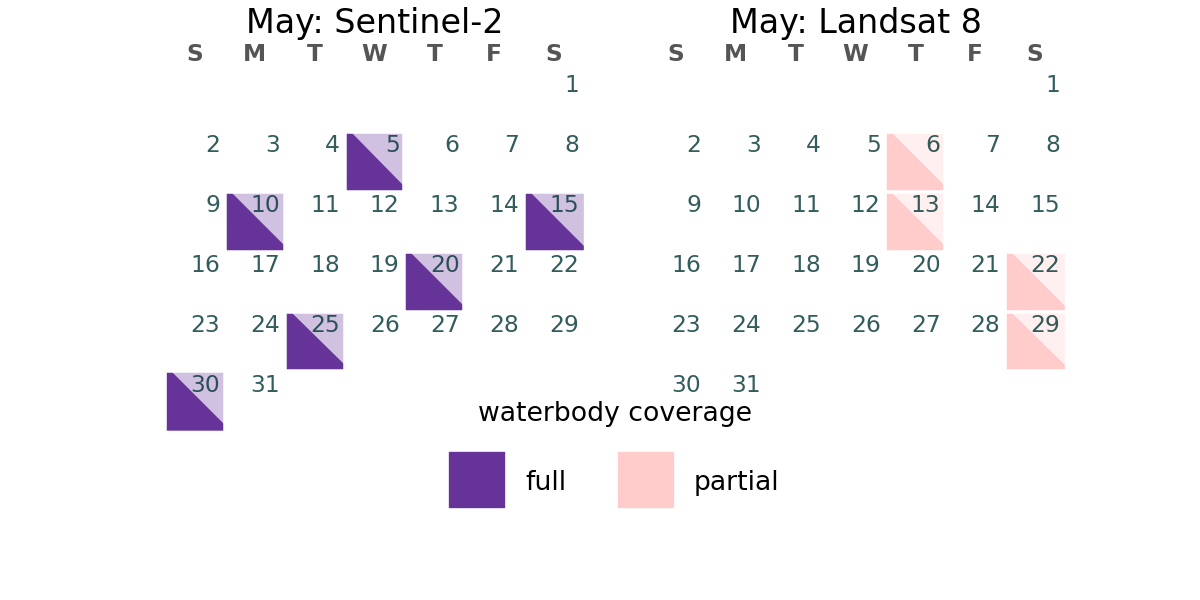 May: Sentinel-2
S M T W T F S
1
2 3 4 5 6 7 8
9 10 11 12 13 14 15
16 17 18 19 20 21 22
23 24 25 26 27 28 29
30 31
May: Landsat 8
S M T W T F S
1
2 3 4 5 6 7 8
9 10 11 12 13 14 15
16 17 18 19 20 21 22
23 24 25 26 27 28 29
30 31
waterbody coverage
full
partial